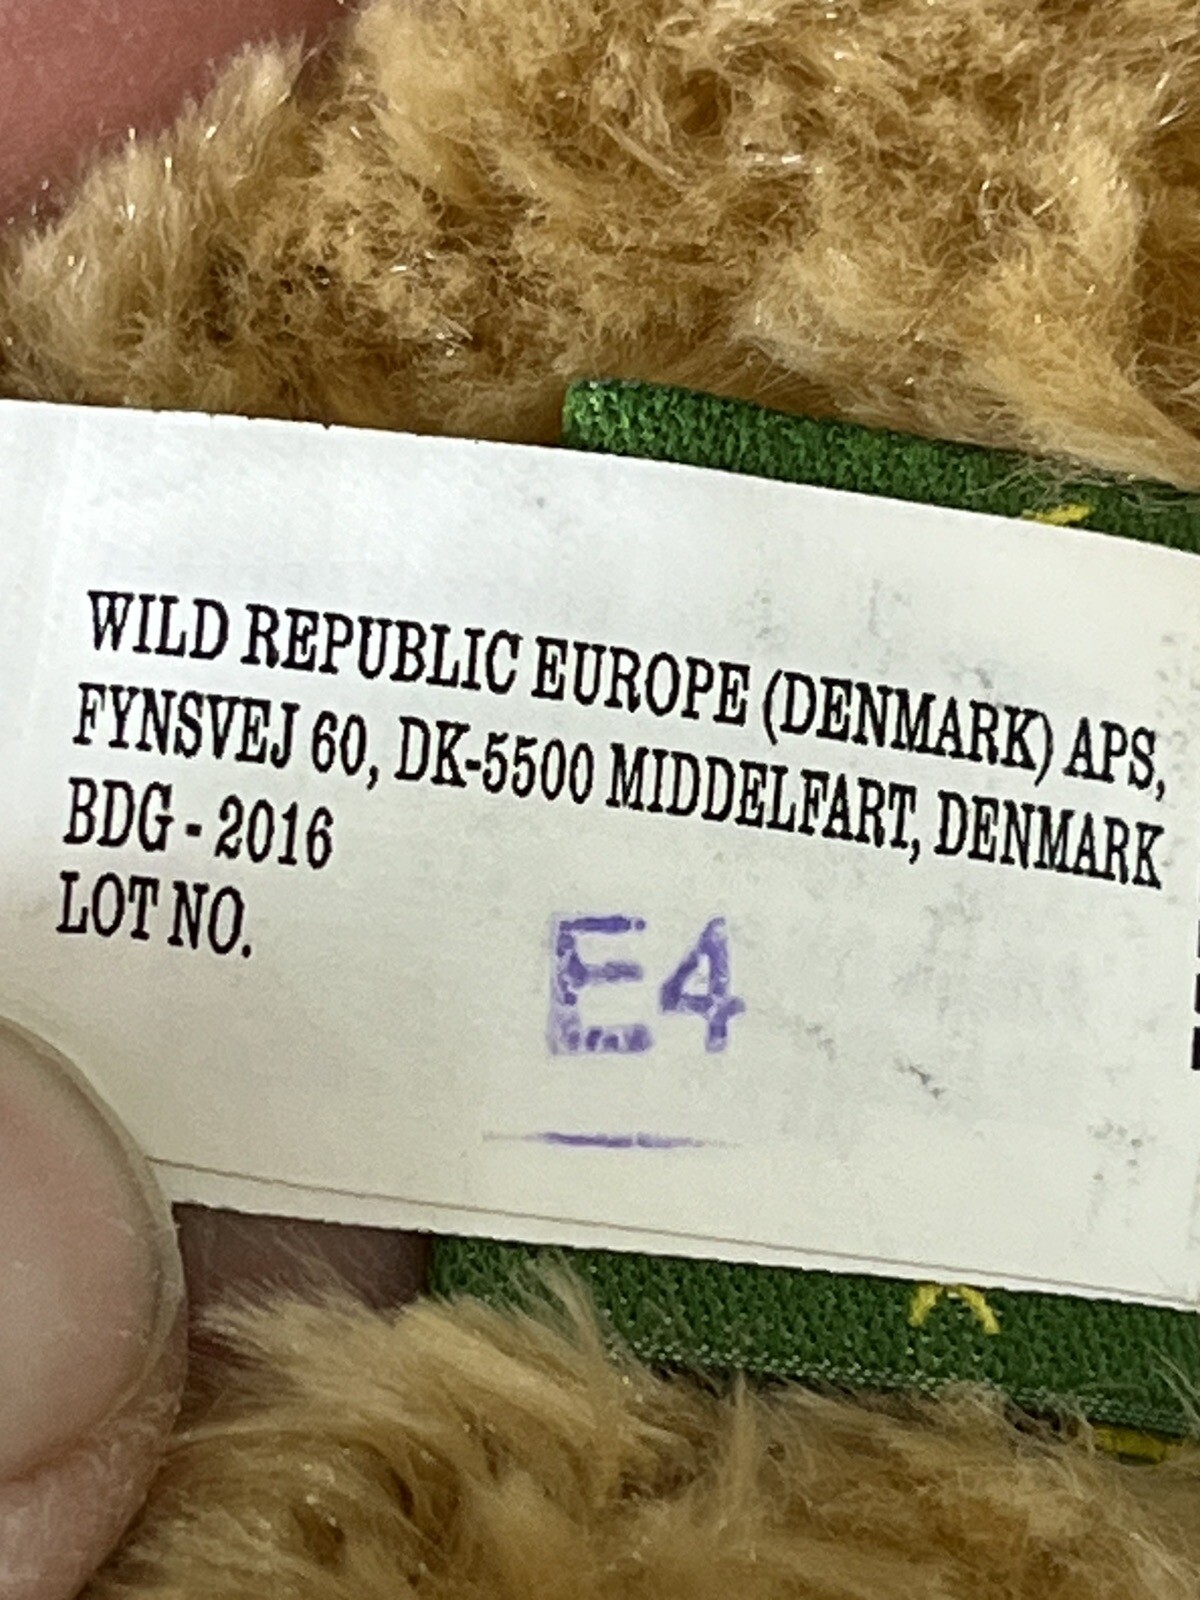 WILD REPUBLIC EUROPE (DENMARK) APS,
FYNSVEJ 60, DK-5500 MIDDELFART, DENMARK
BDG - 2016
LOT NO.
E4